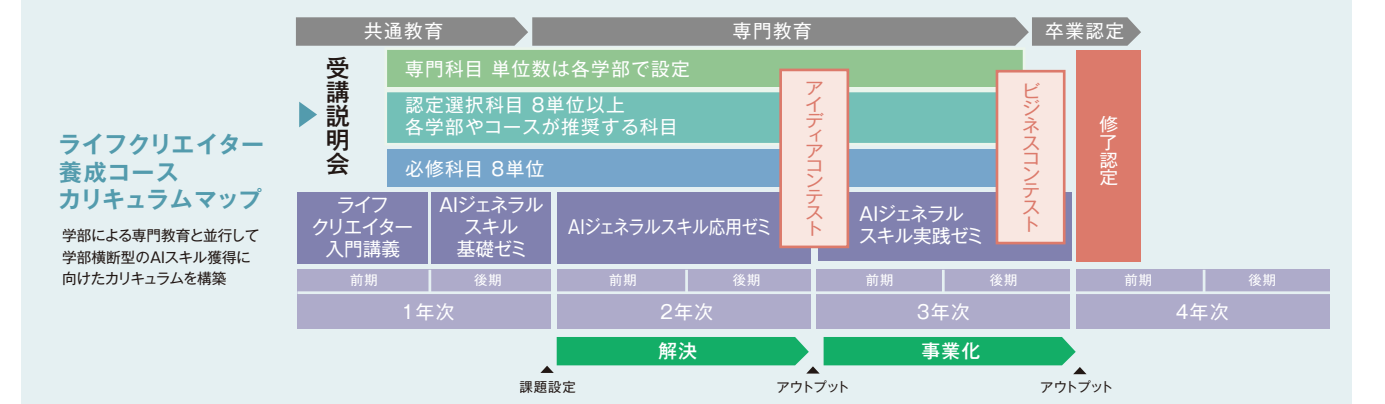 ライフクリエイター
養成コース
カリキュラムマップ
学部による専門教育と並行して
学部横断型のAIスキル獲得に
向けたカリキュラムを構築
共通教育
専門教育
卒業認定
受講説明会
専門科目 単位数は各学部で設定
認定選択科目 8単位以上
各学部やコースが推奨する科目
必修科目 8単位
アイディアコンテスト
ビジネスコンテスト
修了認定
ライフ
クリエイター
入門講義
AIジェネラル
スキル
基礎ゼミ
AIジェネラルスキル応用ゼミ
AIジェネラル
スキル実践ゼミ
前期
後期
前期
後期
前期
後期
前期
後期
1年次
2年次
3年次
4年次
解決
事業化
課題設定
アウトプット
アウトプット